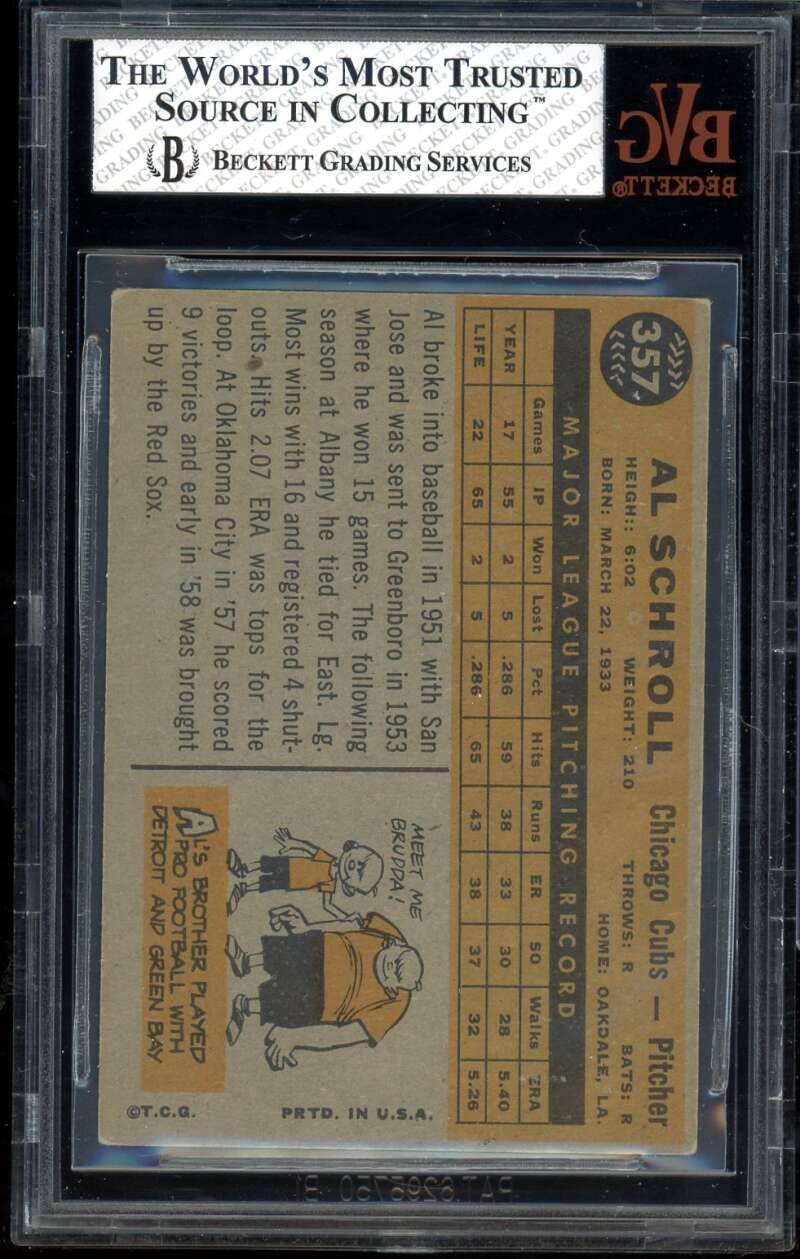 THE WORLD'S MOST TRUSTED
SOURCE IN COLLECTING™
B BECKETT GRADING SERVICES
BVG
BECKETT®
357
AL SCHROLL Chicago Cubs — Pitcher
HEIGH:: 6:02 WEIGHT: 210 THROWS: R BATS: R
BORN: MARCH 22, 1933 HOME: OAKDALE, LA.
MAJOR LEAGUE PITCHING RECORD
Games IP Won Lost Pct Hits Runs ER SO Walks ERA
YEAR 17 55 2 5 .286 59 38 33 30 28 5.40
LIFE 22 65 2 5 .286 65 43 38 37 32 5.26
Al broke into baseball in 1951 with San
Jose and was sent to Greenboro in 1953
where he won 15 games. The following
season at Albany he tied for East. Lg.
Most wins with 16 and registered 4 shut-
outs. Hits 2.07 ERA was tops for the
loop. At Oklahoma City in '57 he scored
9 victories and early in '58 was brought
up by the Red Sox.
MEET ME
BRUDDA!
AL'S BROTHER PLAYED
PRO FOOTBALL WITH
DETROIT AND GREEN BAY
©T.C.G. PRTD. IN U.S.A.